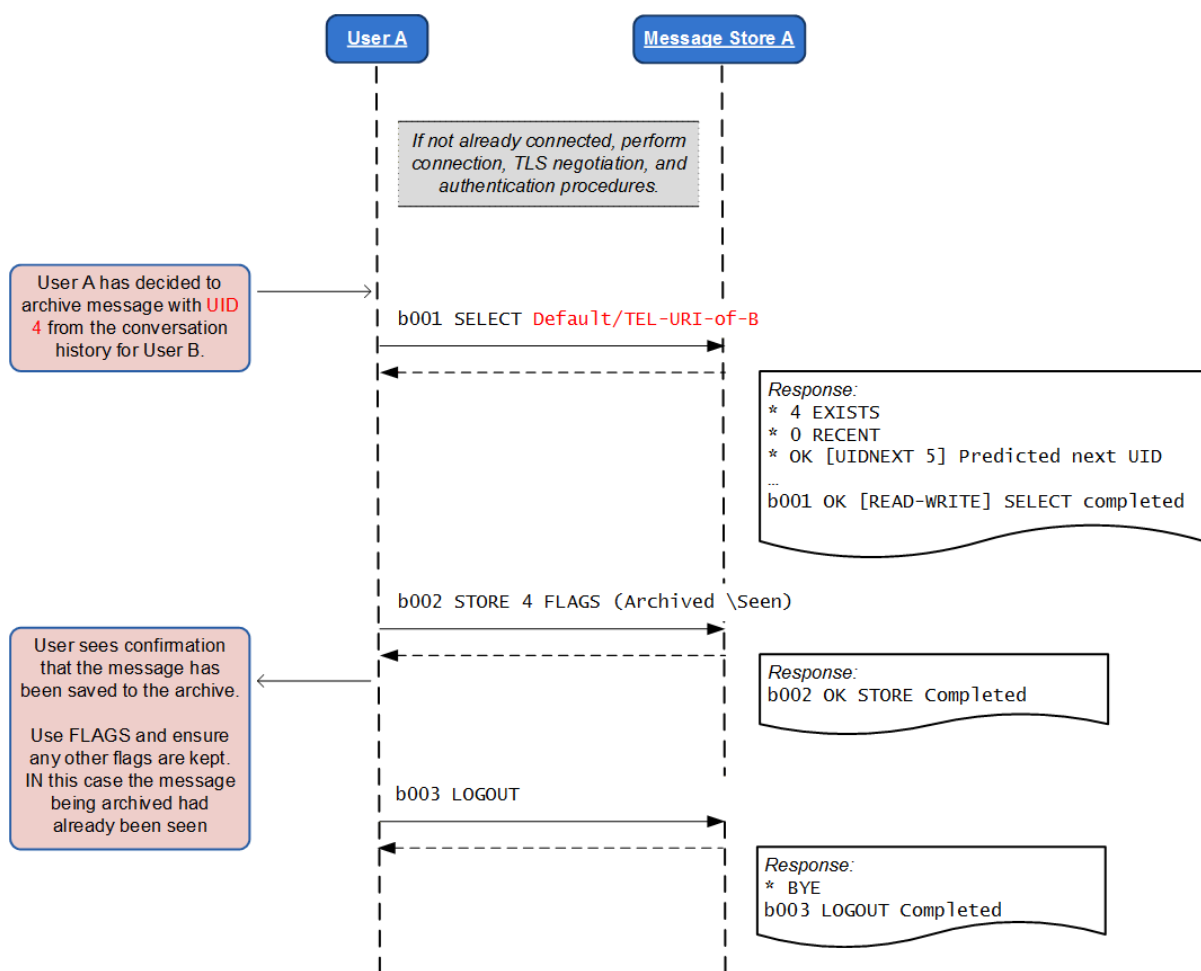 User A
Message Store A
If not already connected, perform
connection, TLS negotiation, and
authentication procedures.
User A has decided to
archive message with UID
4 from the conversation
history for User B.
b001 SELECT Default/TEL-URI-of-B
Response:
* 4 EXISTS
* 0 RECENT
* OK [UIDNEXT 5] Predicted next UID
…
b001 OK [READ-WRITE] SELECT completed
b002 STORE 4 FLAGS (Archived \Seen)
User sees confirmation
that the message has
been saved to the archive.
Use FLAGS and ensure
any other flags are kept.
IN this case the message
being archived had
already been seen
Response:
b002 OK STORE Completed
b003 LOGOUT
Response:
* BYE
b003 LOGOUT Completed